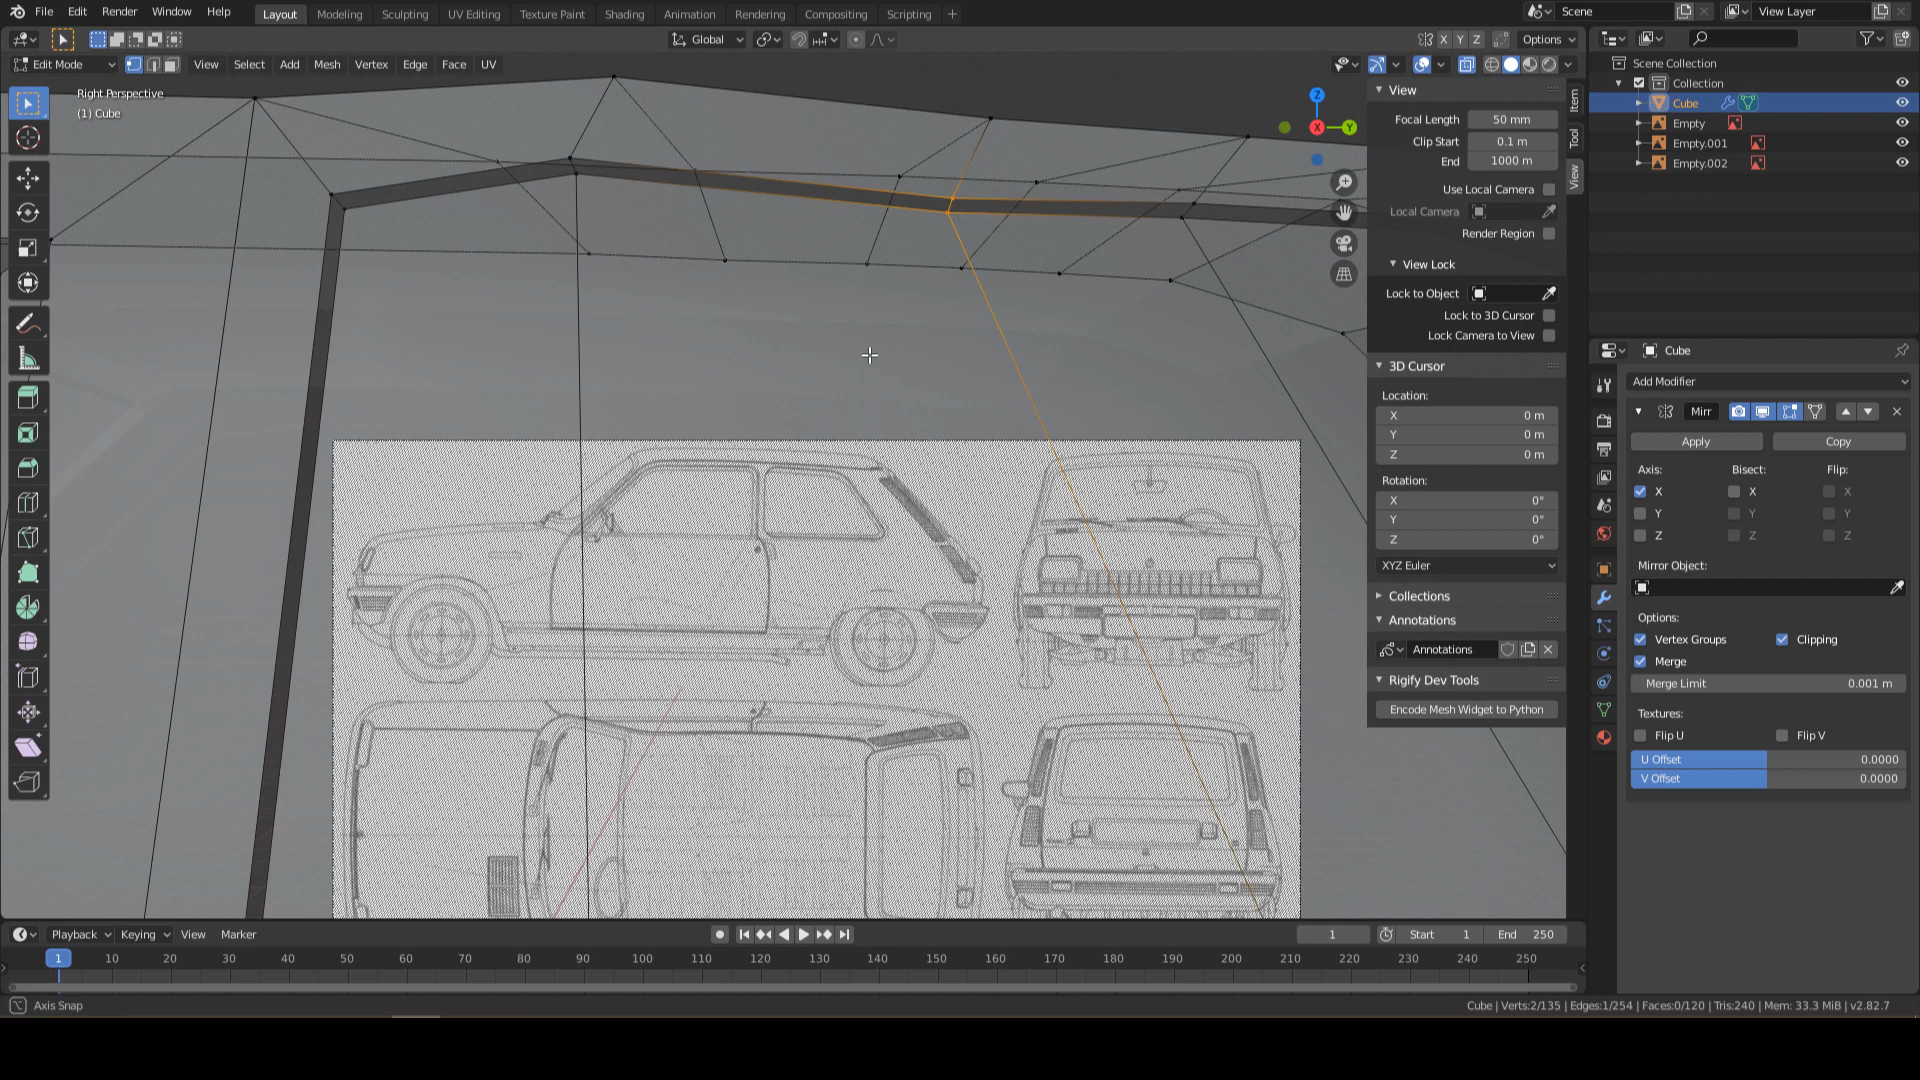 File Edit Render Window Help
Layout Modeling Sculpting UV Editing Texture Paint Shading Animation Rendering Compositing Scripting +
Scene
View Layer
Global
X Y Z
Options
Edit Mode
View Select Add Mesh Vertex Edge Face UV
Right Perspective
(1) Cube
Z
X
Y
Item
Tool
View
View
Focal Length 50 mm
Clip Start 0.1 m
End 1000 m
Use Local Camera
Local Camera
Render Region
View Lock
Lock to Object
Lock to 3D Cursor
Lock Camera to View
3D Cursor
Location:
X 0 m
Y 0 m
Z 0 m
Rotation:
X 0°
Y 0°
Z 0°
XYZ Euler
Collections
Annotations
Annotations
Rigify Dev Tools
Encode Mesh Widget to Python
Scene Collection
Collection
Cube
Empty
Empty.001
Empty.002
Cube
Add Modifier
Mirr
Apply Copy
Axis: Bisect: Flip:
X X X
Y Y Y
Z Z Z
Mirror Object:
Options:
Vertex Groups Clipping
Merge
Merge Limit 0.001 m
Textures:
Flip U Flip V
U Offset 0.0000
V Offset 0.0000
Playback Keying View Marker
1 Start 1 End 250
1 10 20 30 40 50 60 70 80 90 100 110 120 130 140 150 160 170 180 190 200 210 220 230 240 250
Axis Snap
Cube | Verts:2/135 | Edges:1/254 | Faces:0/120 | Tris:240 | Mem: 33.3 MiB | v2.82.7